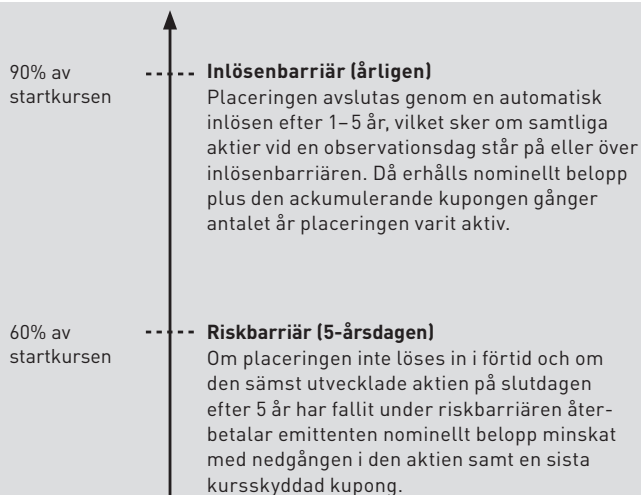 90% av
startkursen
Inlösenbarriär (årligen)
Placeringen avslutas genom en automatisk
inlösen efter 1–5 år, vilket sker om samtliga
aktier vid en observationsdag står på eller över
inlösenbarriären. Då erhålls nominellt belopp
plus den ackumulerande kupongen gånger
antalet år placeringen varit aktiv.
60% av
startkursen
Riskbarriär (5-årsdagen)
Om placeringen inte löses in i förtid och om
den sämst utvecklade aktien på slutdagen
efter 5 år har fallit under riskbarriären åter-
betalar emittenten nominellt belopp minskat
med nedgången i den aktien samt en sista
kursskyddad kupong.